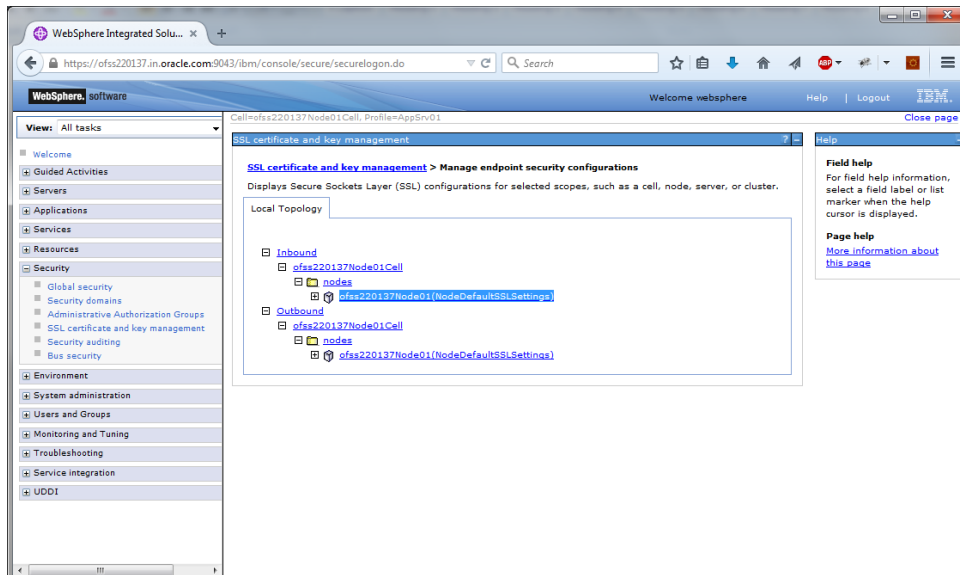 WebSphere Integrated Solu...
https://ofss220137.in.oracle.com:9043/ibm/console/secure/securelogon.do
Search
ABP
WebSphere. software
Welcome websphere
Help | Logout
IBM.
View: All tasks
Cell=ofss220137Node01Cell, Profile=AppSrv01
Close page
Welcome
Guided Activities
Servers
Applications
Services
Resources
Security
Global security
Security domains
Administrative Authorization Groups
SSL certificate and key management
Security auditing
Bus security
Environment
System administration
Users and Groups
Monitoring and Tuning
Troubleshooting
Service integration
UDDI
SSL certificate and key management
?
SSL certificate and key management > Manage endpoint security configurations
Displays Secure Sockets Layer (SSL) configurations for selected scopes, such as a cell, node, server, or cluster.
Local Topology
Inbound
ofss220137Node01Cell
nodes
ofss220137Node01(NodeDefaultSSLSettings)
Outbound
ofss220137Node01Cell
nodes
ofss220137Node01(NodeDefaultSSLSettings)
Help
Field help
For field help information,
select a field label or list
marker when the help
cursor is displayed.
Page help
More information about
this page